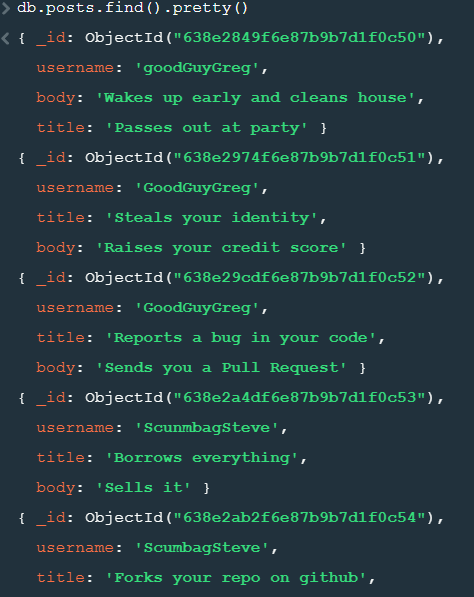 db.posts.find().pretty()
{ _id: ObjectId("638e2849f6e87b9b7d1f0c50"),
username: 'goodGuyGreg',
body: 'Wakes up early and cleans house',
title: 'Passes out at party' }
{ _id: ObjectId("638e2974f6e87b9b7d1f0c51"),
username: 'GoodGuyGreg',
title: 'Steals your identity',
body: 'Raises your credit score' }
{ _id: ObjectId("638e29cdf6e87b9b7d1f0c52"),
username: 'GoodGuyGreg',
title: 'Reports a bug in your code',
body: 'Sends you a Pull Request' }
{ _id: ObjectId("638e2a4df6e87b9b7d1f0c53"),
username: 'ScunmbagSteve',
title: 'Borrows everything',
body: 'Sells it' }
{ _id: ObjectId("638e2ab2f6e87b9b7d1f0c54"),
username: 'ScumbagSteve',
title: 'Forks your repo on github',